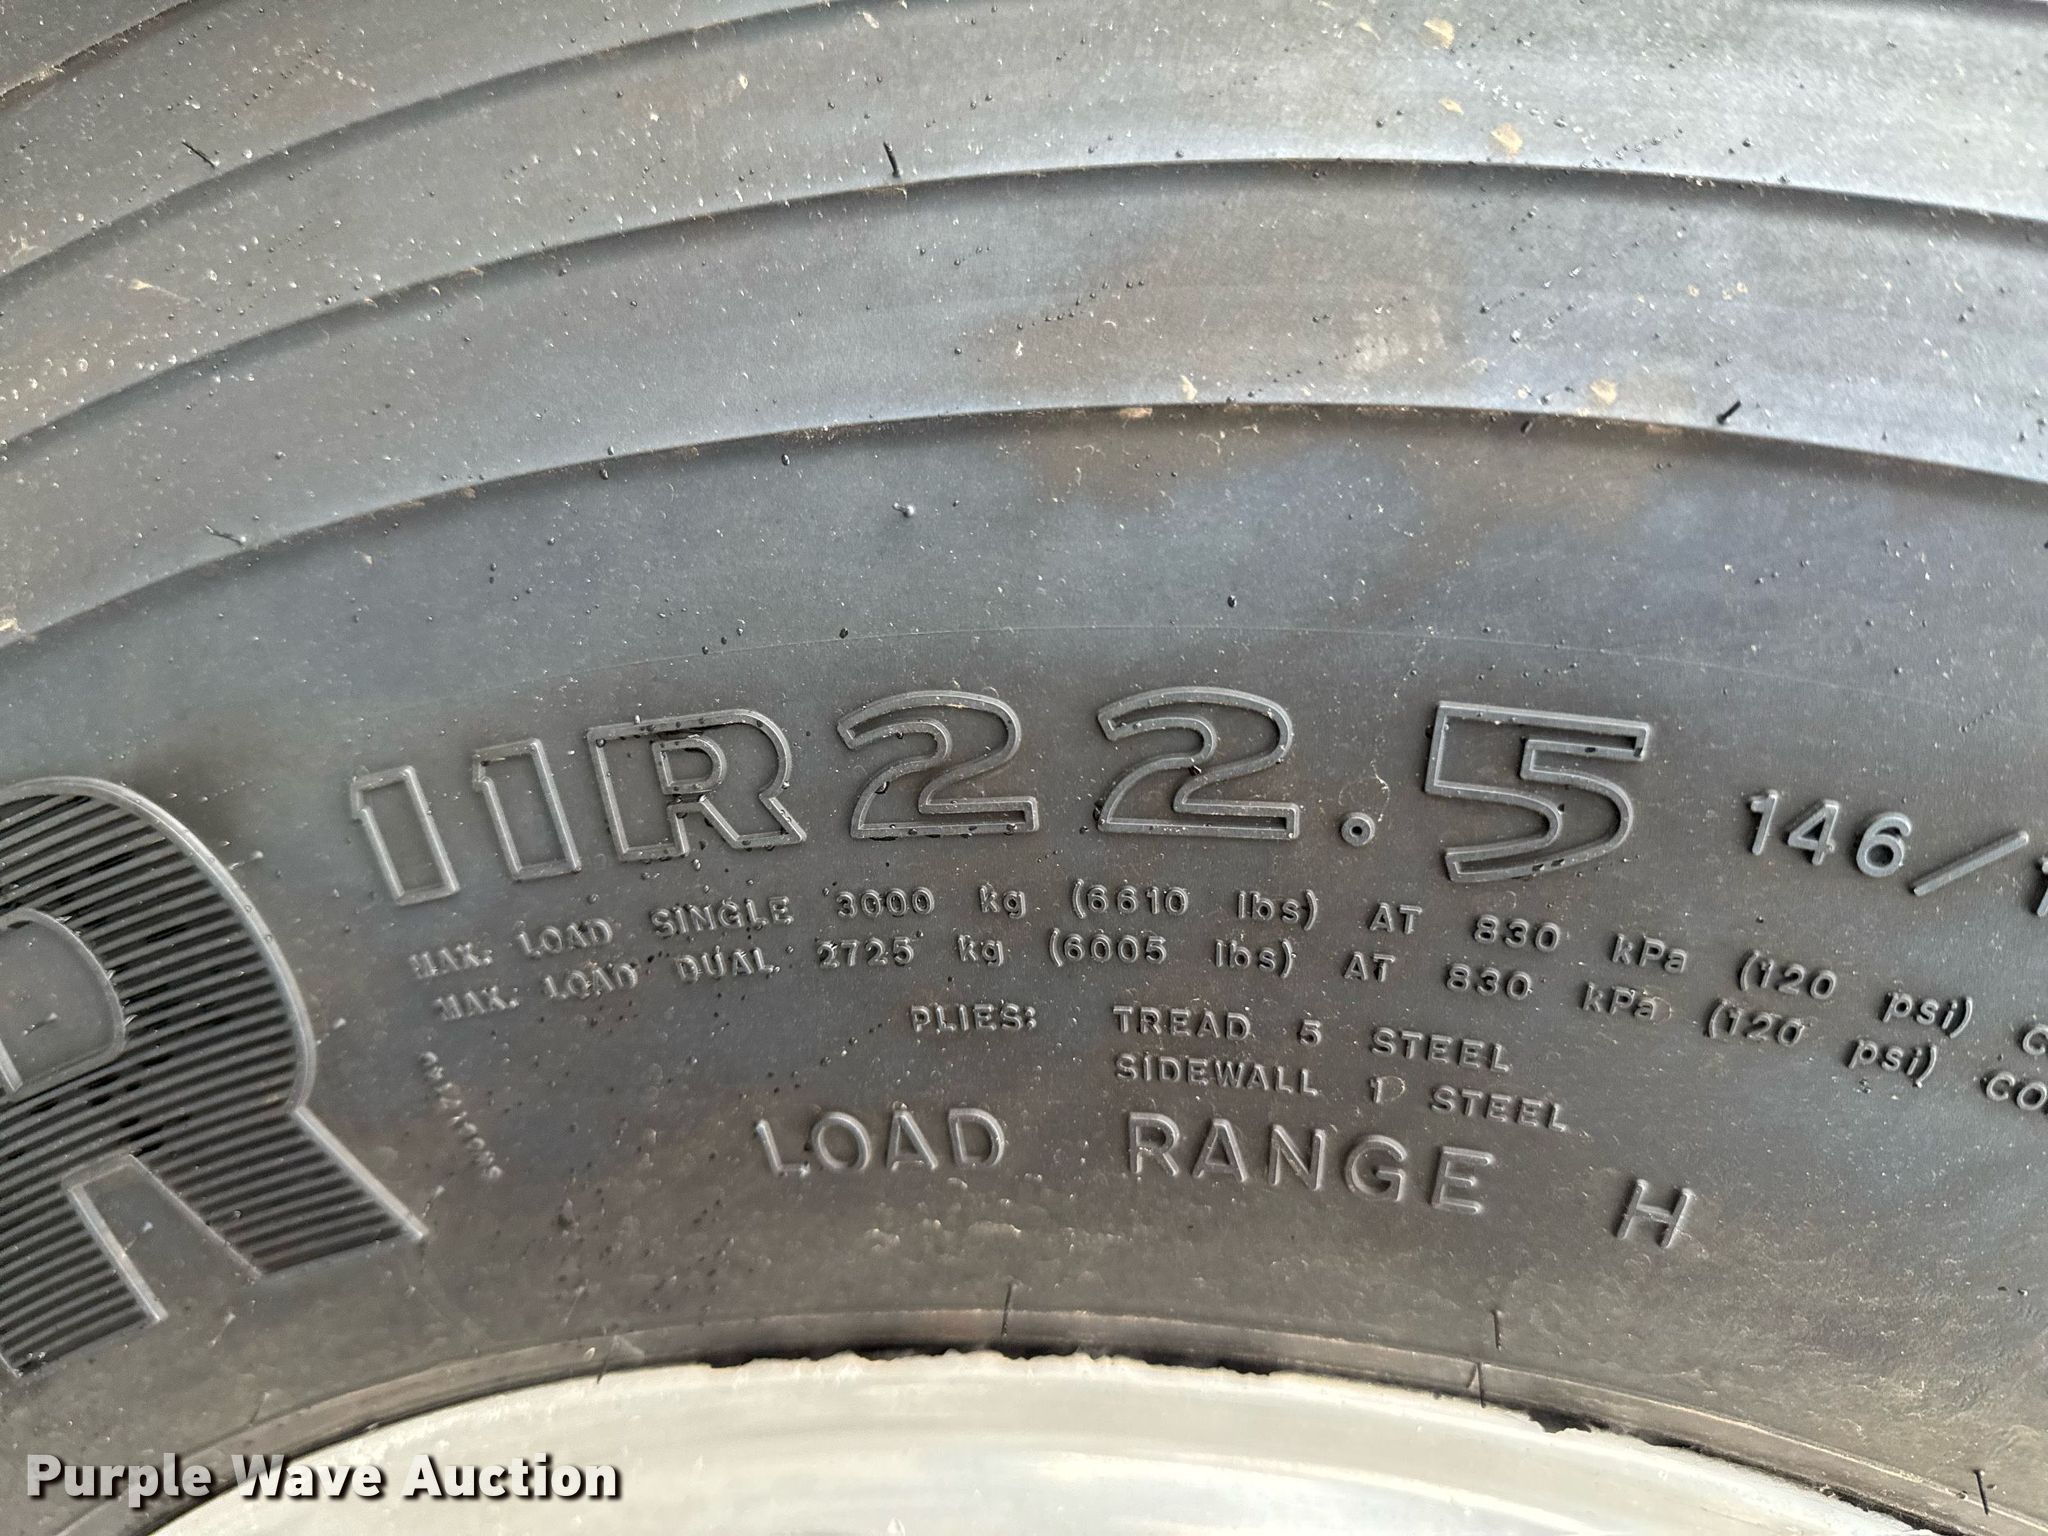 R
11R22.5 146/1
MAX. LOAD SINGLE 3000 kg (6610 lbs) AT 830 kPa (120 psi) C
MAX. LOAD DUAL 2725 kg (6005 lbs) AT 830 kPa (120 psi) CO
PLIES: TREAD 5 STEEL
SIDEWALL 1 STEEL
LOAD RANGE H
Purple Wave Auction